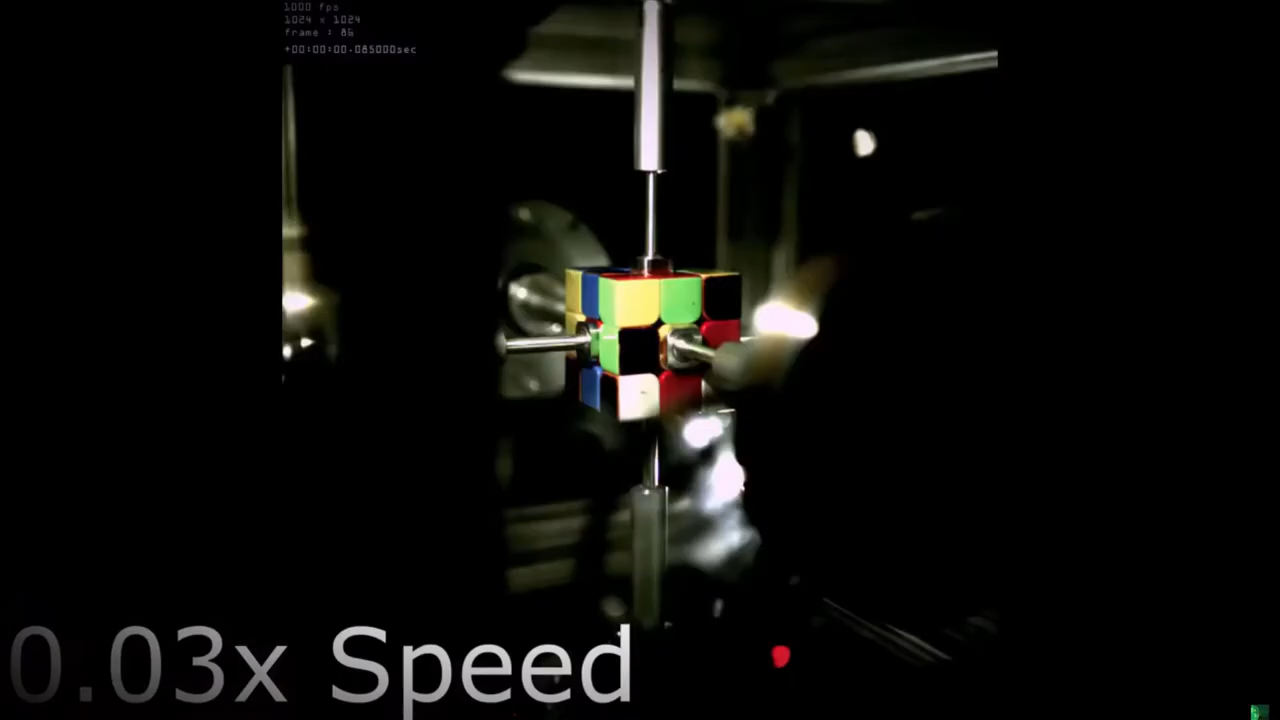 1000 fps
1024 x 1024
frame : 86
+00:00:00.085000sec
0.03x Speed